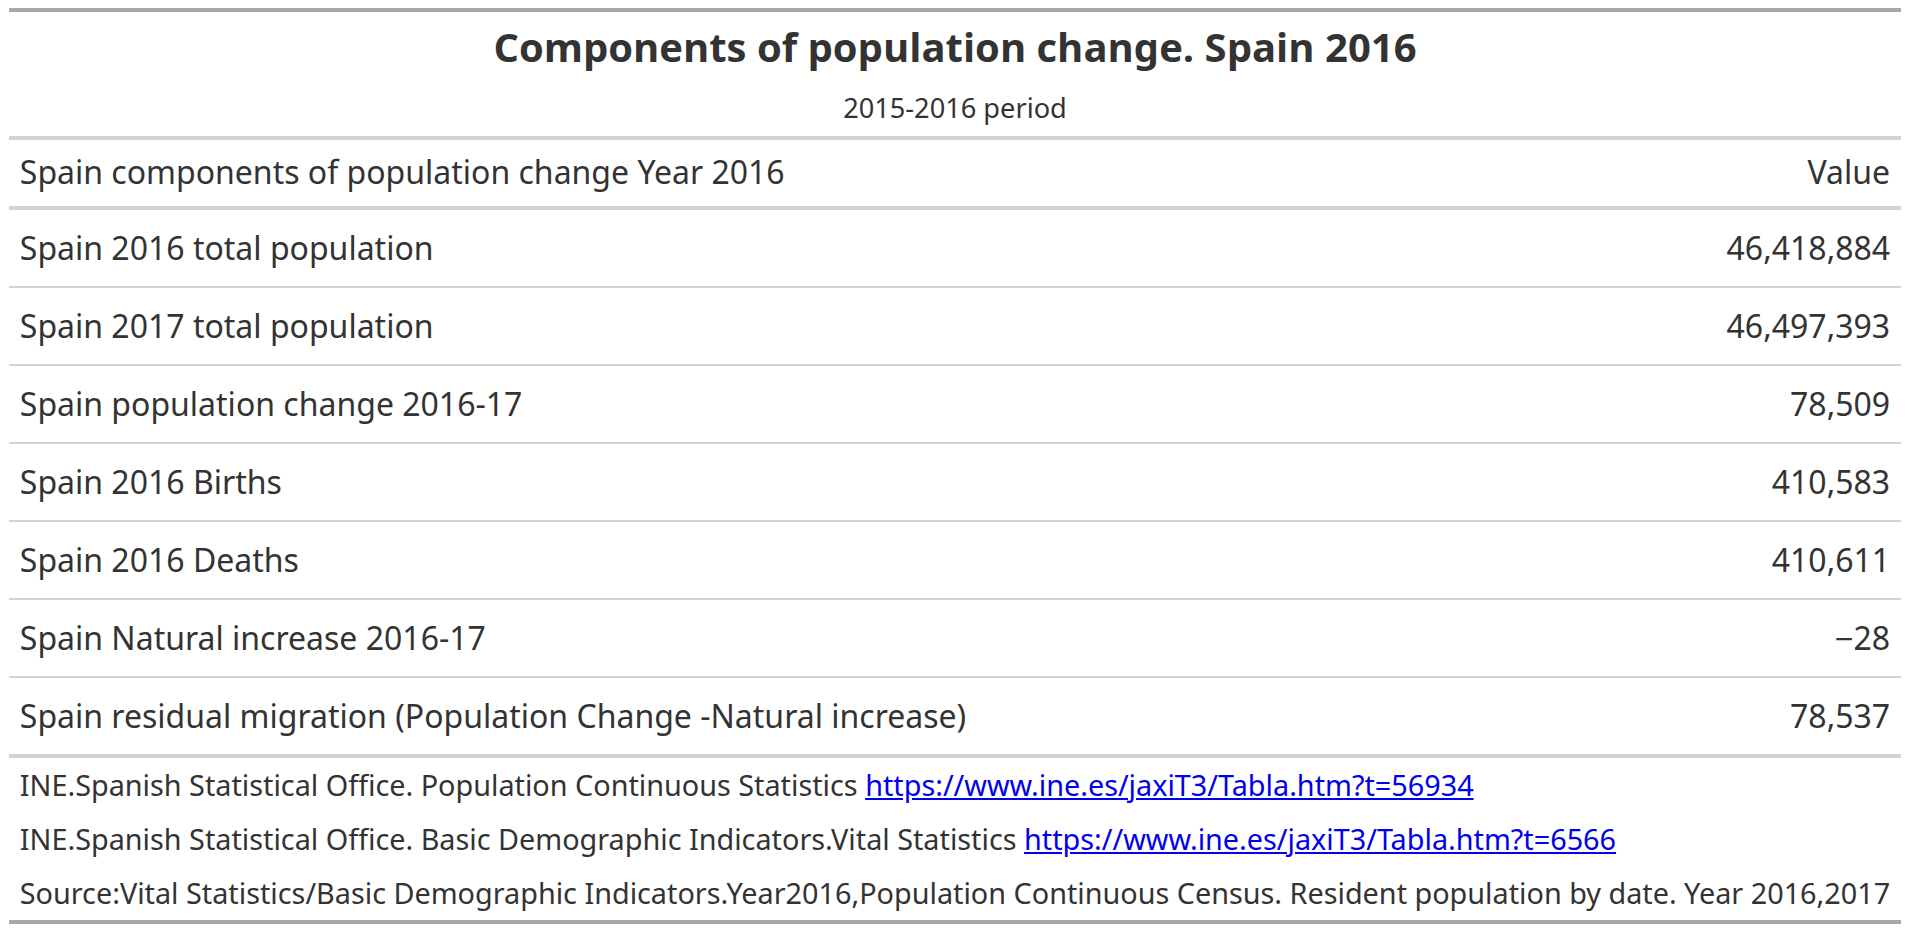 Components of population change. Spain 2016
2015-2016 period
Spain components of population change Year 2016 Value
Spain 2016 total population 46,418,884
Spain 2017 total population 46,497,393
Spain population change 2016-17 78,509
Spain 2016 Births 410,583
Spain 2016 Deaths 410,611
Spain Natural increase 2016-17 −28
Spain residual migration (Population Change -Natural increase) 78,537
INE.Spanish Statistical Office. Population Continuous Statistics https://www.ine.es/jaxiT3/Tabla.htm?t=56934
INE.Spanish Statistical Office. Basic Demographic Indicators.Vital Statistics https://www.ine.es/jaxiT3/Tabla.htm?t=6566
Source:Vital Statistics/Basic Demographic Indicators.Year2016,Population Continuous Census. Resident population by date. Year 2016,2017